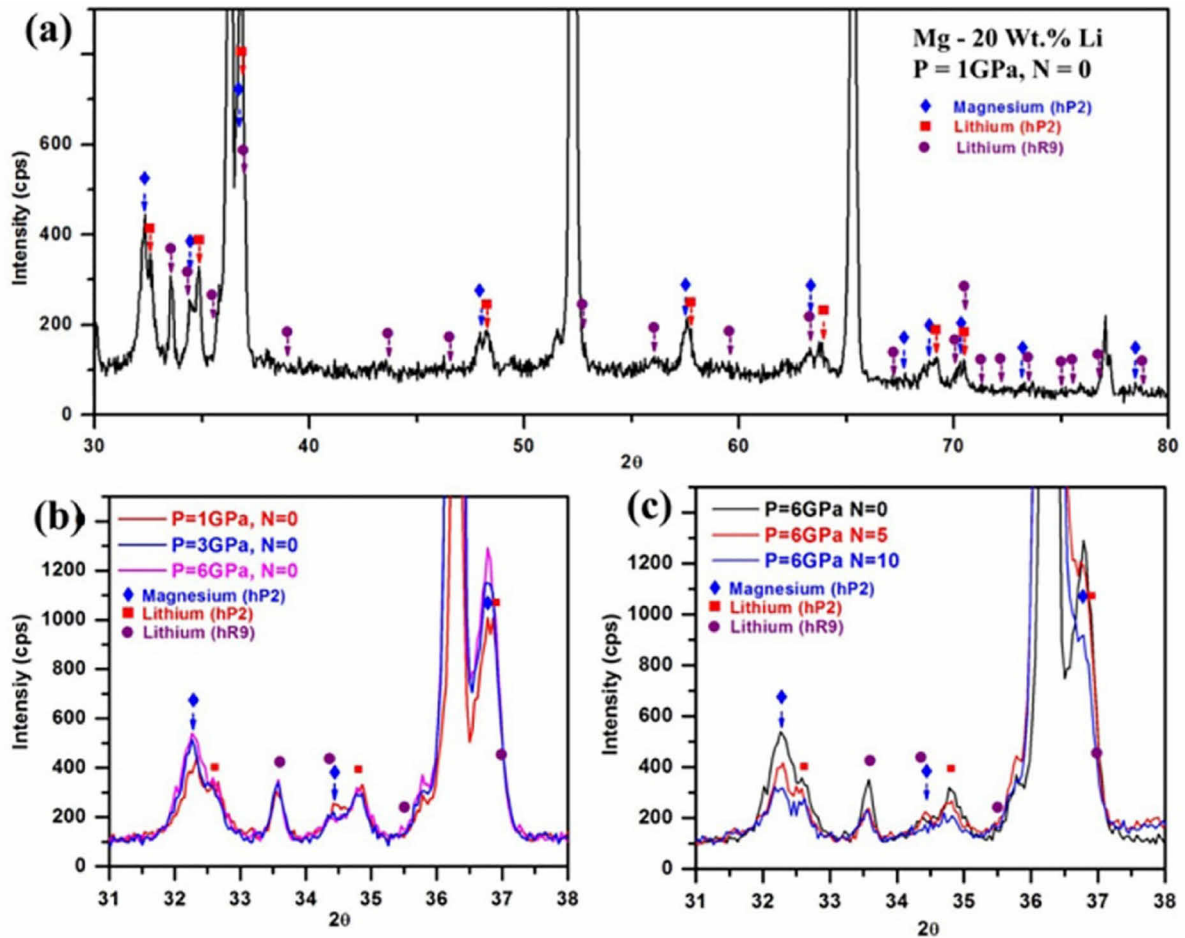 (a)
Mg - 20 Wt.% Li
P = 1GPa, N = 0
Magnesium (hP2)
Lithium (hP2)
Lithium (hR9)
Intensity (cps)
600
400
200
0
30
40
50
60
70
80
2θ
(b)
P=1GPa, N=0
P=3GPa, N=0
P=6GPa, N=0
Magnesium (hP2)
Lithium (hP2)
Lithium (hR9)
Intensiy (cps)
1200
1000
800
600
400
200
0
31
32
33
34
35
36
37
38
2θ
(c)
P=6GPa N=0
P=6GPa N=5
P=6GPa N=10
Magnesium (hP2)
Lithium (hP2)
Lithium (hR9)
Intensity (cps)
1200
1000
800
600
400
200
0
31
32
33
34
35
36
37
38
2θ